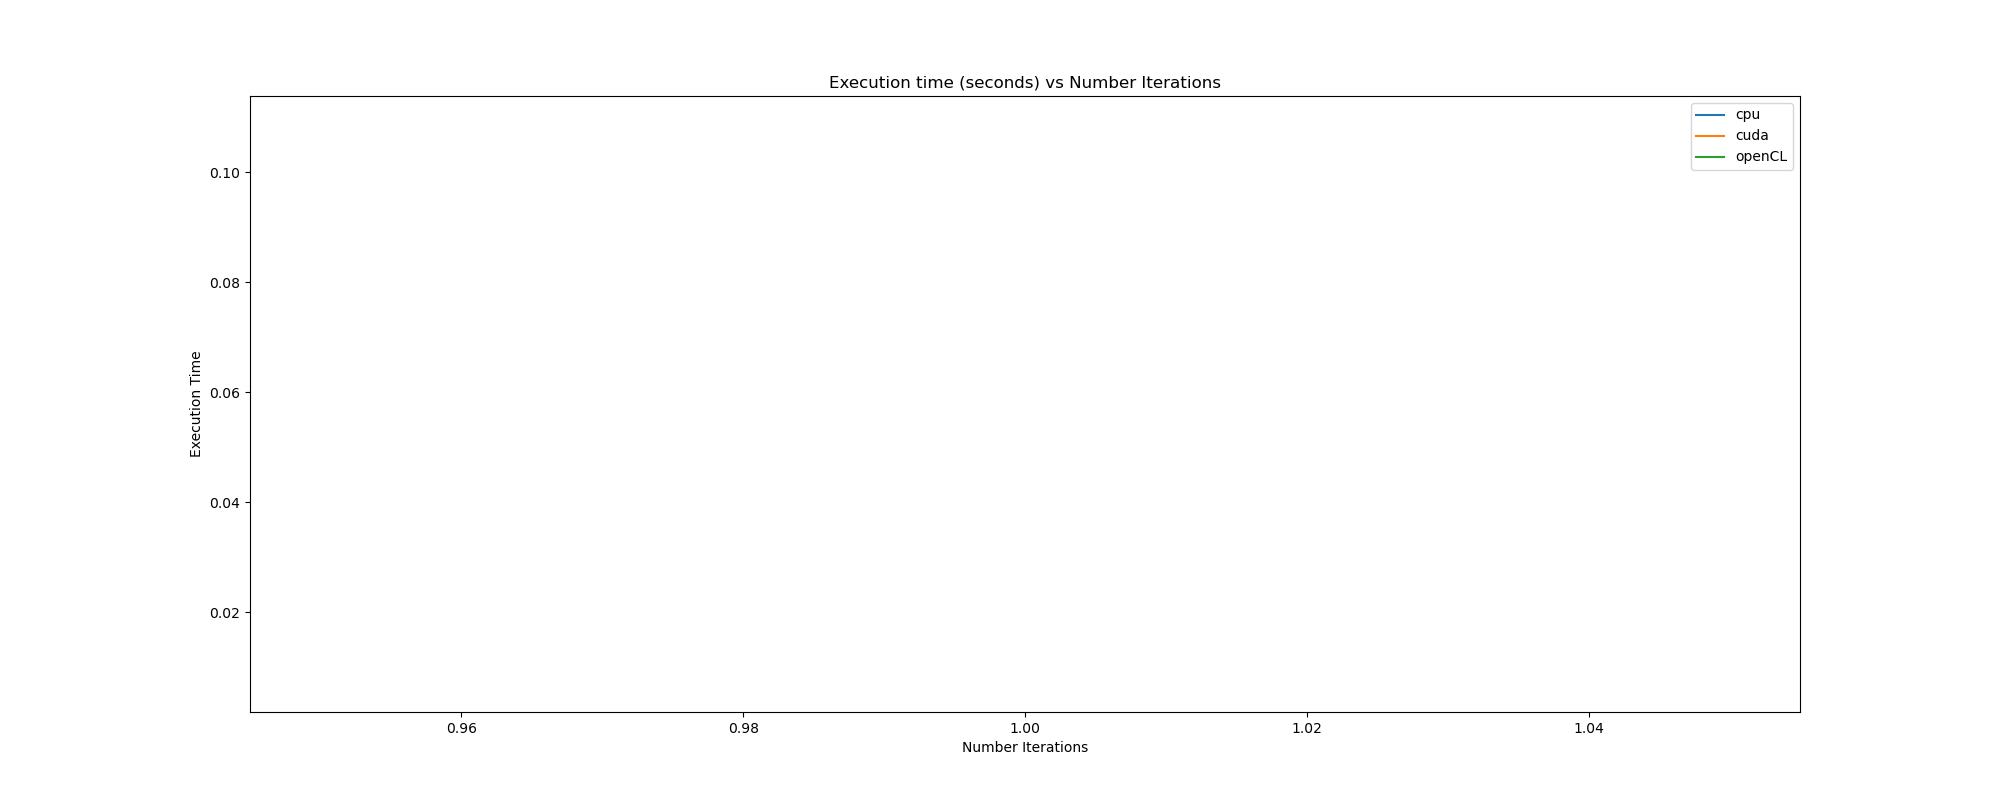 Execution time (seconds) vs Number Iterations
cpu
cuda
openCL
0.10
0.08
0.06
0.04
0.02
Execution Time
0.96
0.98
1.00
1.02
1.04
Number Iterations